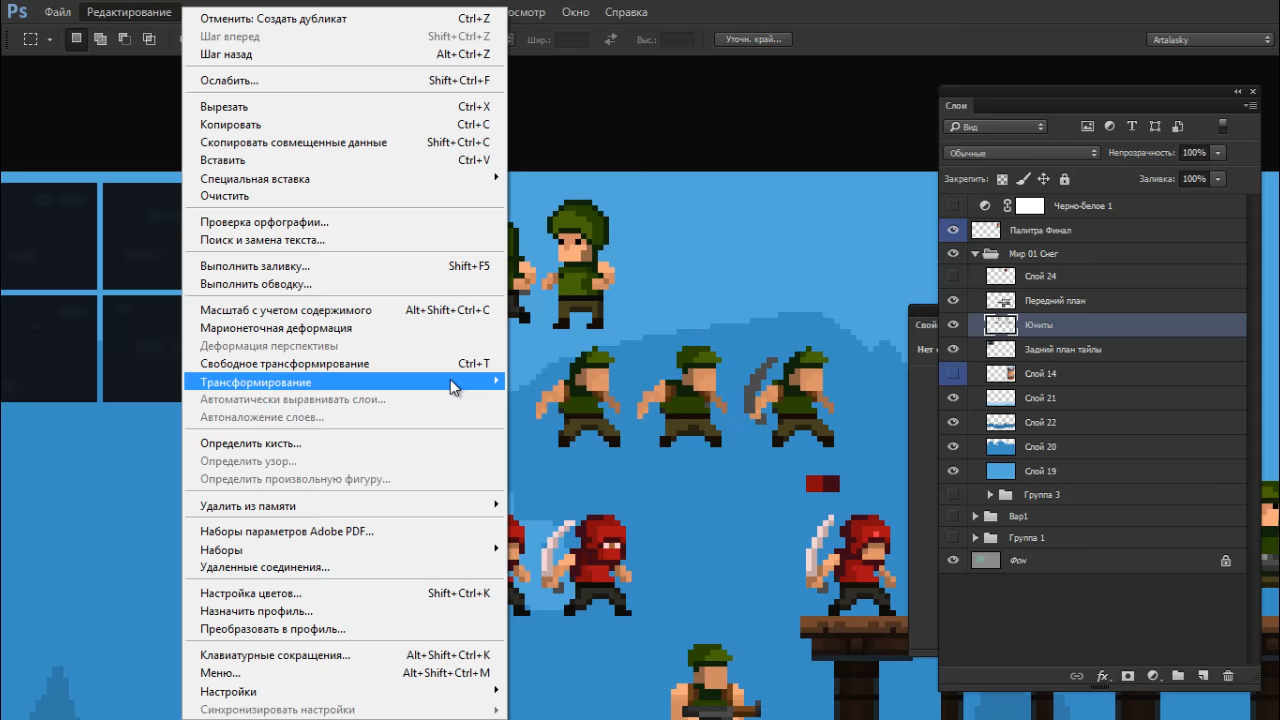 Ps Файл Редактирование Окно Справка
Шир.: Выс.: Уточн. край... Artalasky
Отменить: Создать дубликат Ctrl+Z
Шаг вперед Shift+Ctrl+Z
Шаг назад Alt+Ctrl+Z
Ослабить... Shift+Ctrl+F
Вырезать Ctrl+X
Копировать Ctrl+C
Скопировать совмещенные данные Shift+Ctrl+C
Вставить Ctrl+V
Специальная вставка
Очистить
Проверка орфографии...
Поиск и замена текста...
Выполнить заливку... Shift+F5
Выполнить обводку...
Масштаб с учетом содержимого Alt+Shift+Ctrl+C
Марионеточная деформация
Деформация перспективы
Свободное трансформирование Ctrl+T
Трансформирование
Автоматически выравнивать слои...
Автоналожение слоев...
Определить кисть...
Определить узор...
Определить произвольную фигуру...
Удалить из памяти
Наборы параметров Adobe PDF...
Наборы
Удаленные соединения...
Настройка цветов... Shift+Ctrl+K
Назначить профиль...
Преобразовать в профиль...
Клавиатурные сокращения... Alt+Shift+Ctrl+K
Меню... Alt+Shift+Ctrl+M
Настройки
Синхронизировать настройки
Слои
Вид
Обычные Непрозрачность: 100%
Закрепить: Заливка: 100%
Черно-белое 1
Палитра Финал
Мир 01 Снег
Слой 24
Передний план
Юниты
Задний план тайлы
Слой 14
Слой 21
Слой 22
Слой 20
Слой 19
Группа 3
Вар1
Группа 1
Фон